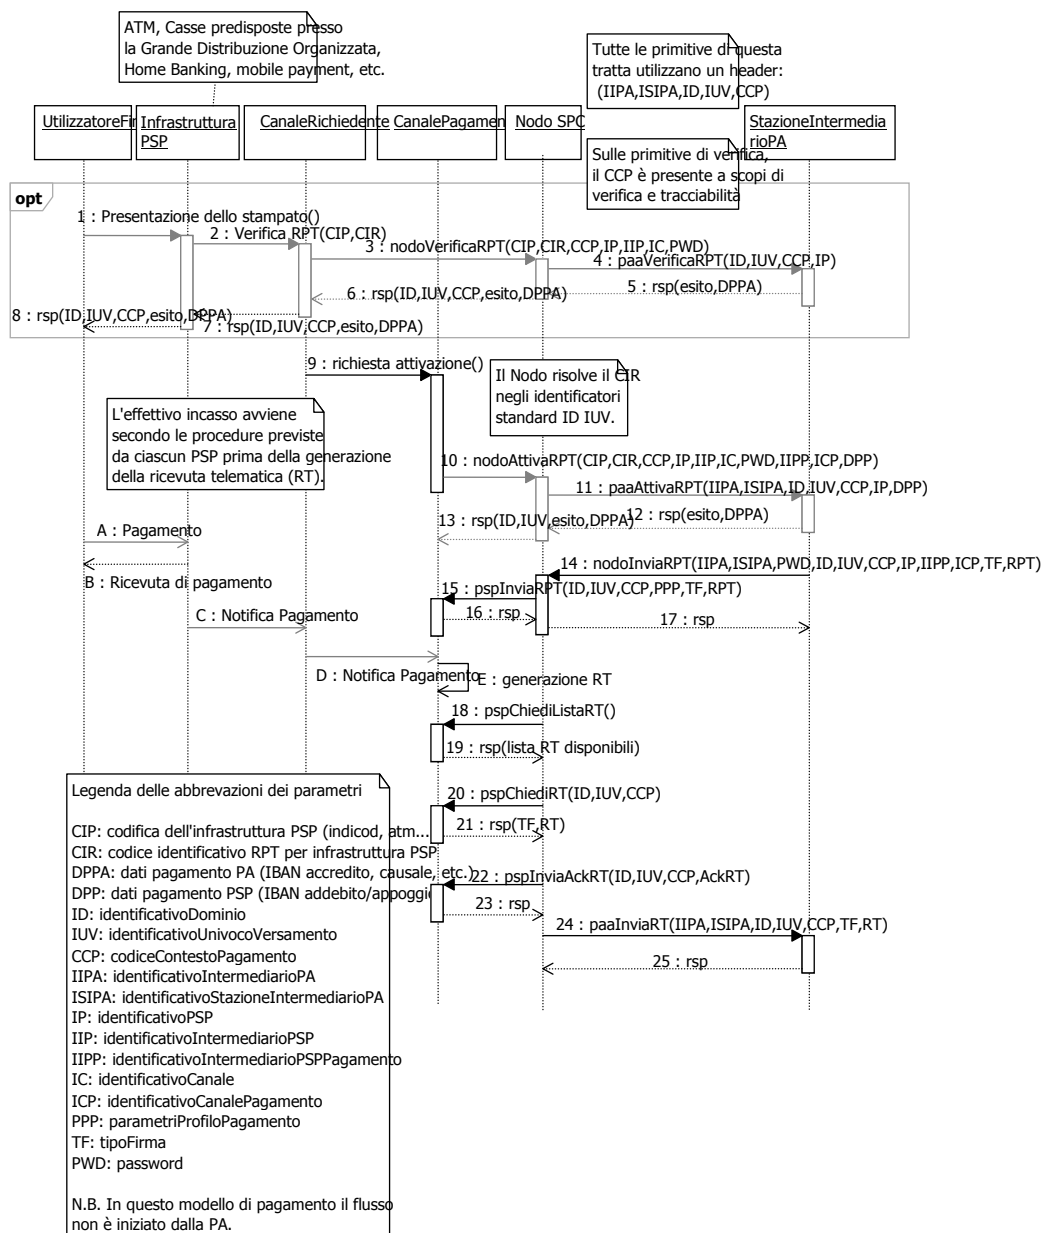 ATM, Casse predisposte presso
la Grande Distribuzione Organizzata,
Home Banking, mobile payment, etc.
Tutte le primitive di questa
tratta utilizzano un header:
(IIPA,ISIPA,ID,IUV,CCP)
UtilizzatoreFi
Infrastruttura
PSP
CanaleRichiedente
CanalePagamen
Nodo SPC
StazioneIntermedia
rioPA
Sulle primitive di verifica,
il CCP è presente a scopi di
verifica e tracciabilità
opt
1 : Presentazione dello stampato()
2 : Verifica RPT(CIP,CIR)
3 : nodoVerificaRPT(CIP,CIR,CCP,IP,IIP,IC,PWD)
4 : paaVerificaRPT(ID,IUV,CCP,IP)
5 : rsp(esito,DPPA)
6 : rsp(ID,IUV,CCP,esito,DPPA)
8 : rsp(ID,IUV,CCP,esito,DPPA)
7 : rsp(ID,IUV,CCP,esito,DPPA)
9 : richiesta attivazione()
Il Nodo risolve il CIR
negli identificatori
standard ID IUV.
L'effettivo incasso avviene
secondo le procedure previste
da ciascun PSP prima della generazione
della ricevuta telematica (RT).
10 : nodoAttivaRPT(CIP,CIR,CCP,IP,IIP,IC,PWD,IIPP,ICP,DPP)
11 : paaAttivaRPT(IIPA,ISIPA,ID,IUV,CCP,IP,DPP)
12 : rsp(esito,DPPA)
13 : rsp(ID,IUV,esito,DPPA)
A : Pagamento
14 : nodoInviaRPT(IIPA,ISIPA,PWD,ID,IUV,CCP,IP,IIPP,ICP,TF,RPT)
B : Ricevuta di pagamento
15 : pspInviaRPT(ID,IUV,CCP,PPP,TF,RPT)
16 : rsp
17 : rsp
C : Notifica Pagamento
D : Notifica Pagamento
E : generazione RT
18 : pspChiediListaRT()
19 : rsp(lista RT disponibili)
20 : pspChiediRT(ID,IUV,CCP)
21 : rsp(TF,RT)
22 : pspInviaAckRT(ID,IUV,CCP,AckRT)
23 : rsp
24 : paaInviaRT(IIPA,ISIPA,ID,IUV,CCP,TF,RT)
25 : rsp
Legenda delle abbrevazioni dei parametri
CIP: codifica dell'infrastruttura PSP (indicod, atm...
CIR: codice identificativo RPT per infrastruttura PSP
DPPA: dati pagamento PA (IBAN accredito, causale, etc.)
DPP: dati pagamento PSP (IBAN addebito/appoggi
ID: identificativoDominio
IUV: identificativoUnivocoVersamento
CCP: codiceContestoPagamento
IIPA: identificativoIntermediarioPA
ISIPA: identificativoStazioneIntermediarioPA
IP: identificativoPSP
IIP: identificativoIntermediarioPSP
IIPP: identificativoIntermediarioPSPPagamento
IC: identificativoCanale
ICP: identificativoCanalePagamento
PPP: parametriProfiloPagamento
TF: tipoFirma
PWD: password
N.B. In questo modello di pagamento il flusso
non è iniziato dalla PA.